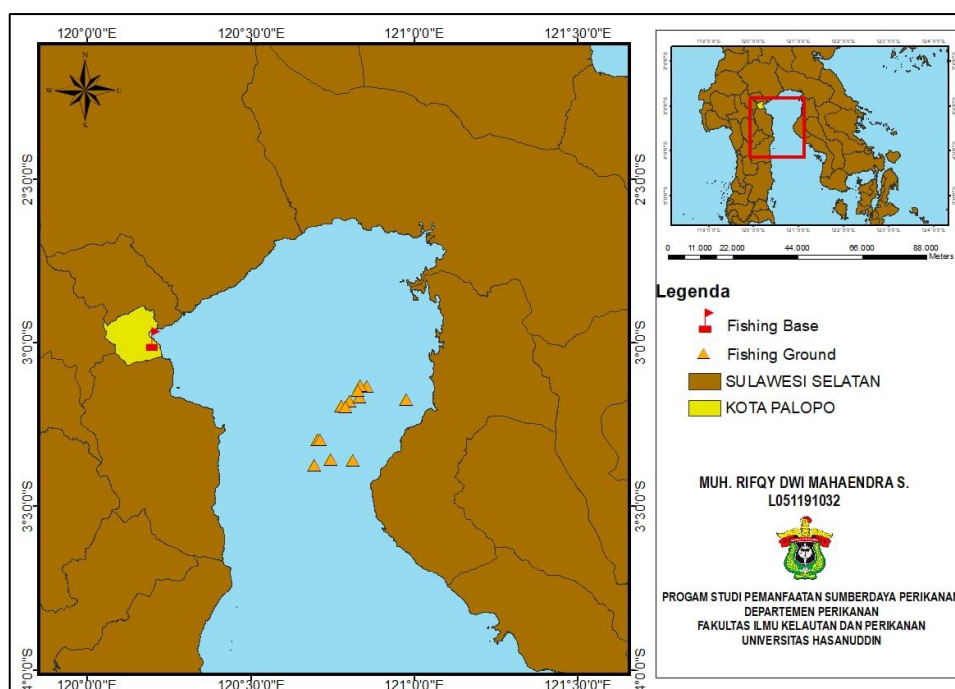 120°0'0"E 120°30'0"E 121°0'0"E 121°30'0"E
N
W E
S
2°30'0"S
3°0'0"S
3°30'0"S
2°30'0"S
3°0'0"S
3°30'0"S
120°0'0"E 120°30'0"E 121°0'0"E 121°30'0"E
0 11.000 22.000 44.000 66.000 88.000
Meters
Legenda
Fishing Base
Fishing Ground
SULAWESI SELATAN
KOTA PALOPO
MUH. RIFQY DWI MAHAENDRA S.
L051191032
PROGAM STUDI PEMANFAATAN SUMBERDAYA PERIKANAN
DEPARTEMEN PERIKANAN
FAKULTAS ILMU KELAUTAN DAN PERIKANAN
UNIVERSITAS HASANUDDIN